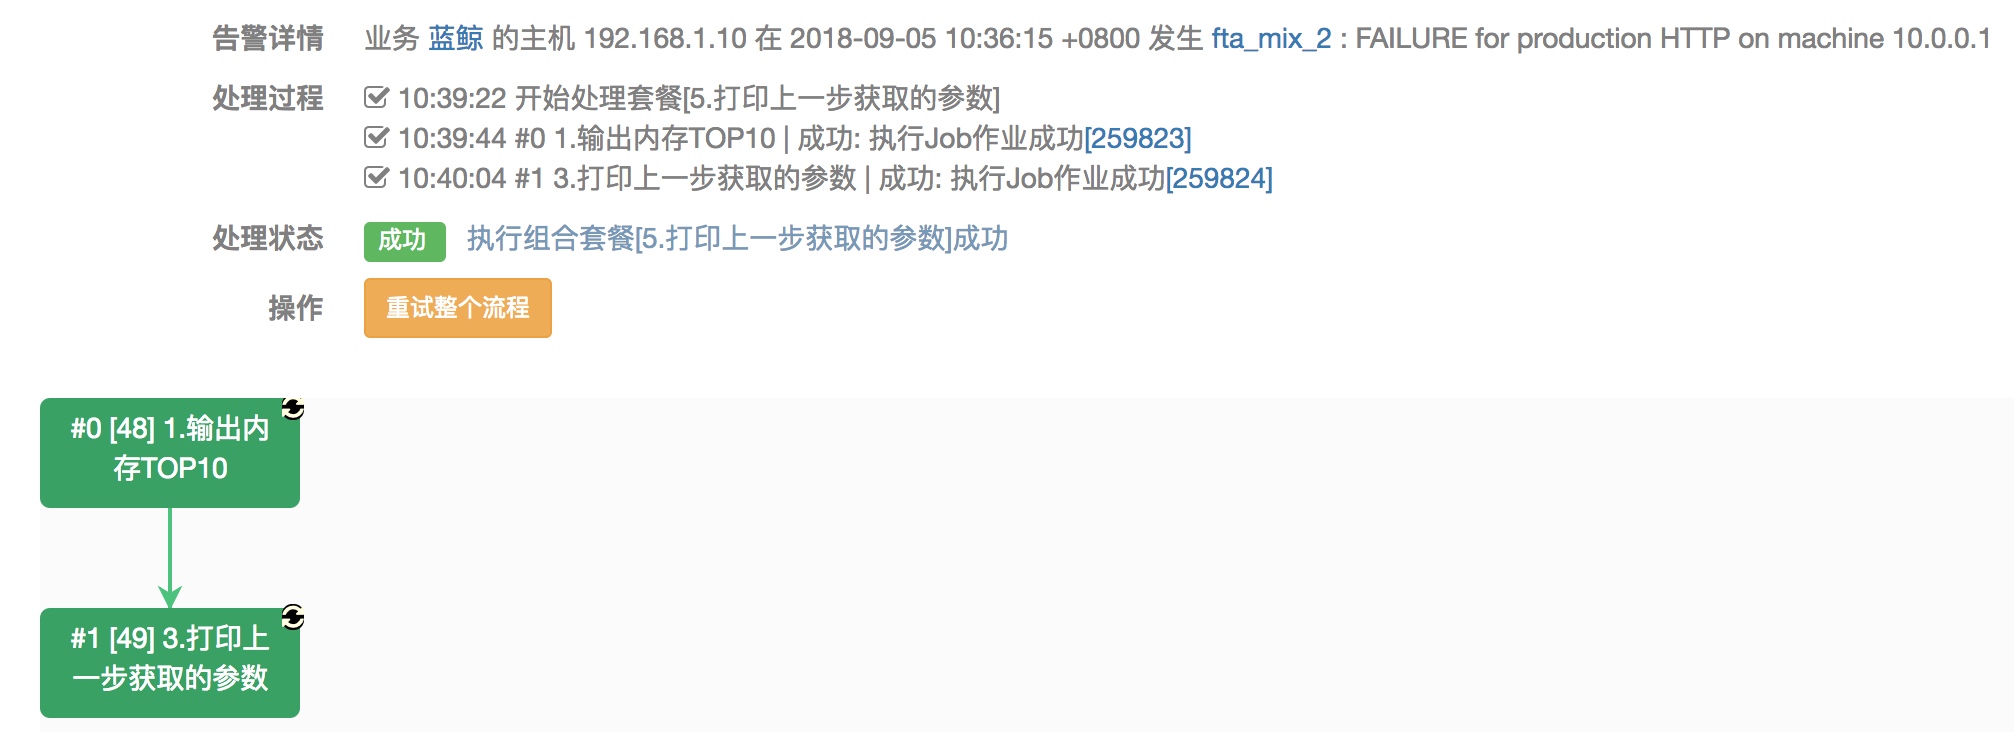 告警详情 业务 蓝鲸 的主机 192.168.1.10 在 2018-09-05 10:36:15 +0800 发生 fta_mix_2 : FAILURE for production HTTP on machine 10.0.0.1
处理过程 10:39:22 开始处理套餐[5.打印上一步获取的参数]
10:39:44 #0 1.输出内存TOP10 | 成功: 执行Job作业成功[259823]
10:40:04 #1 3.打印上一步获取的参数 | 成功: 执行Job作业成功[259824]
处理状态 成功 执行组合套餐[5.打印上一步获取的参数]成功
操作 重试整个流程
#0 [48] 1.输出内
存TOP10
#1 [49] 3.打印上
一步获取的参数